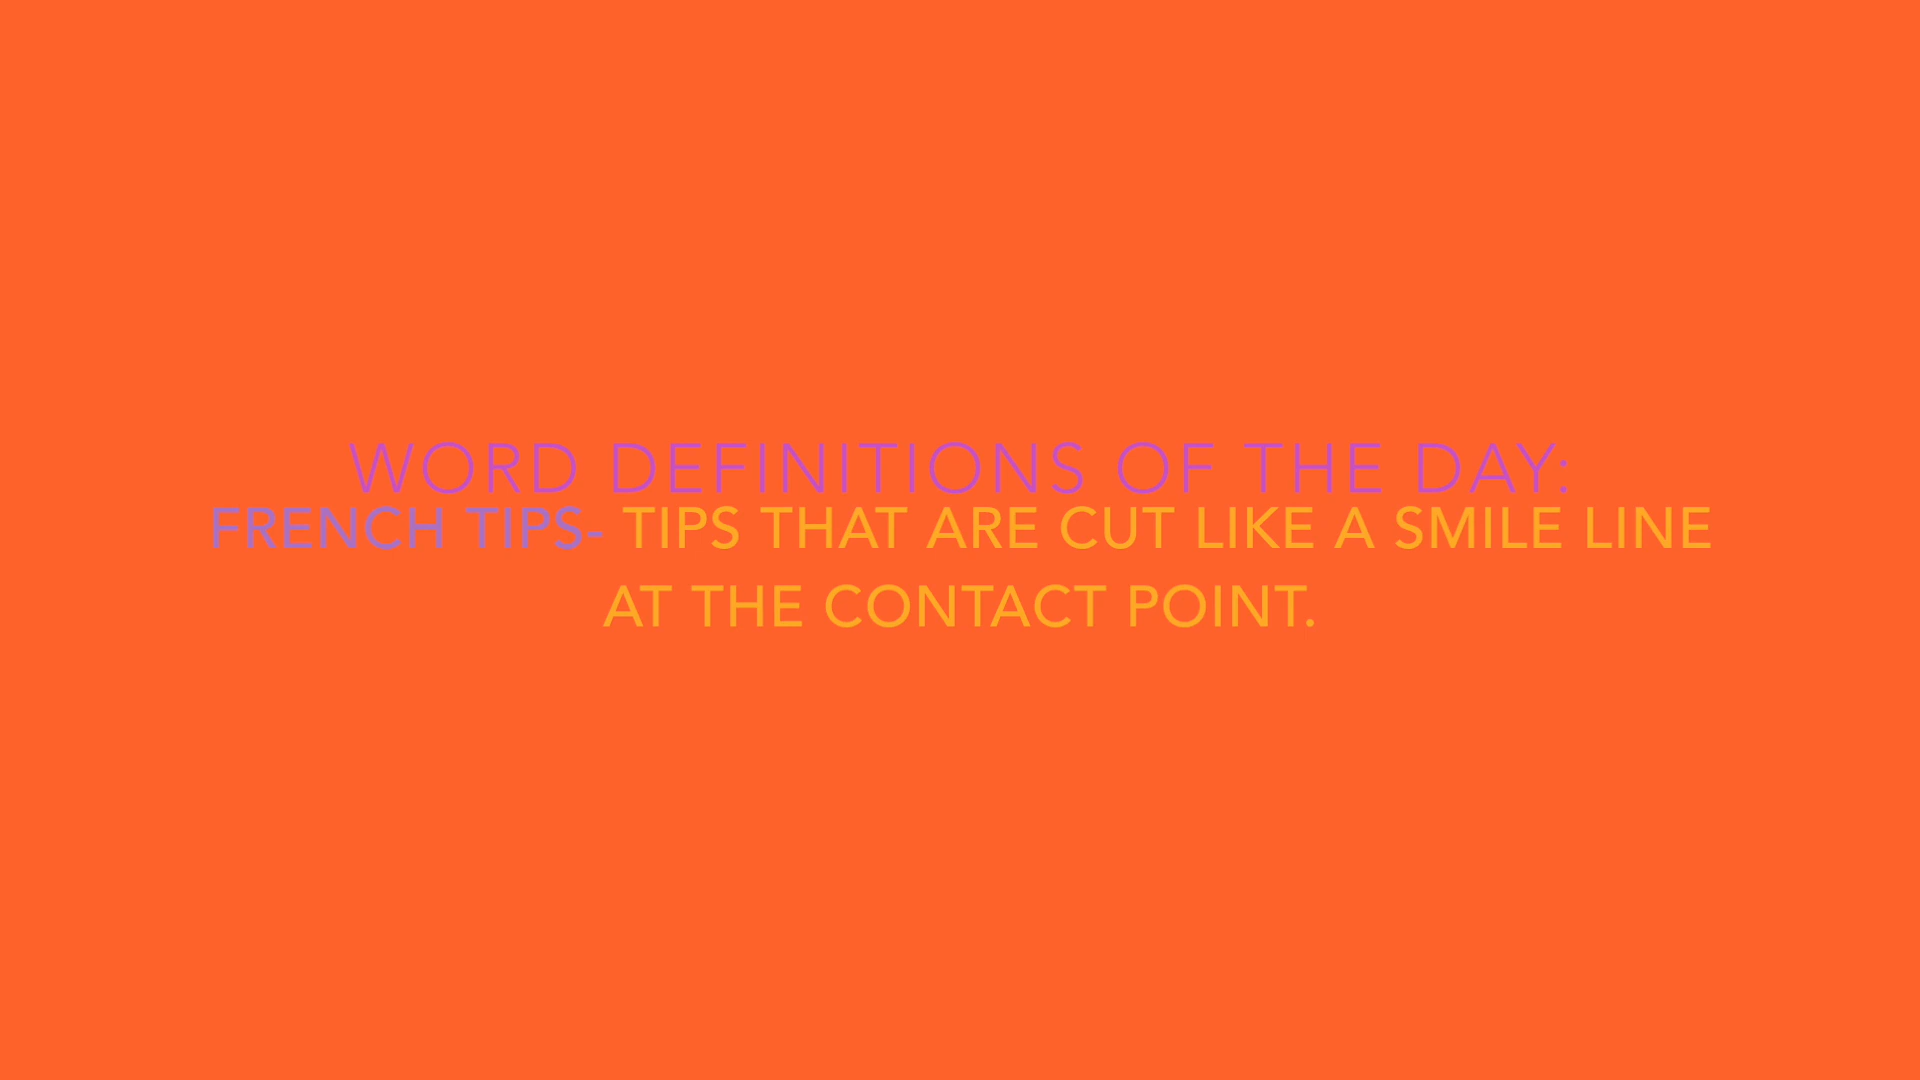 WORD DEFINITIONS OF THE DAY:
FRENCH TIPS- TIPS THAT ARE CUT LIKE A SMILE LINE
AT THE CONTACT POINT.